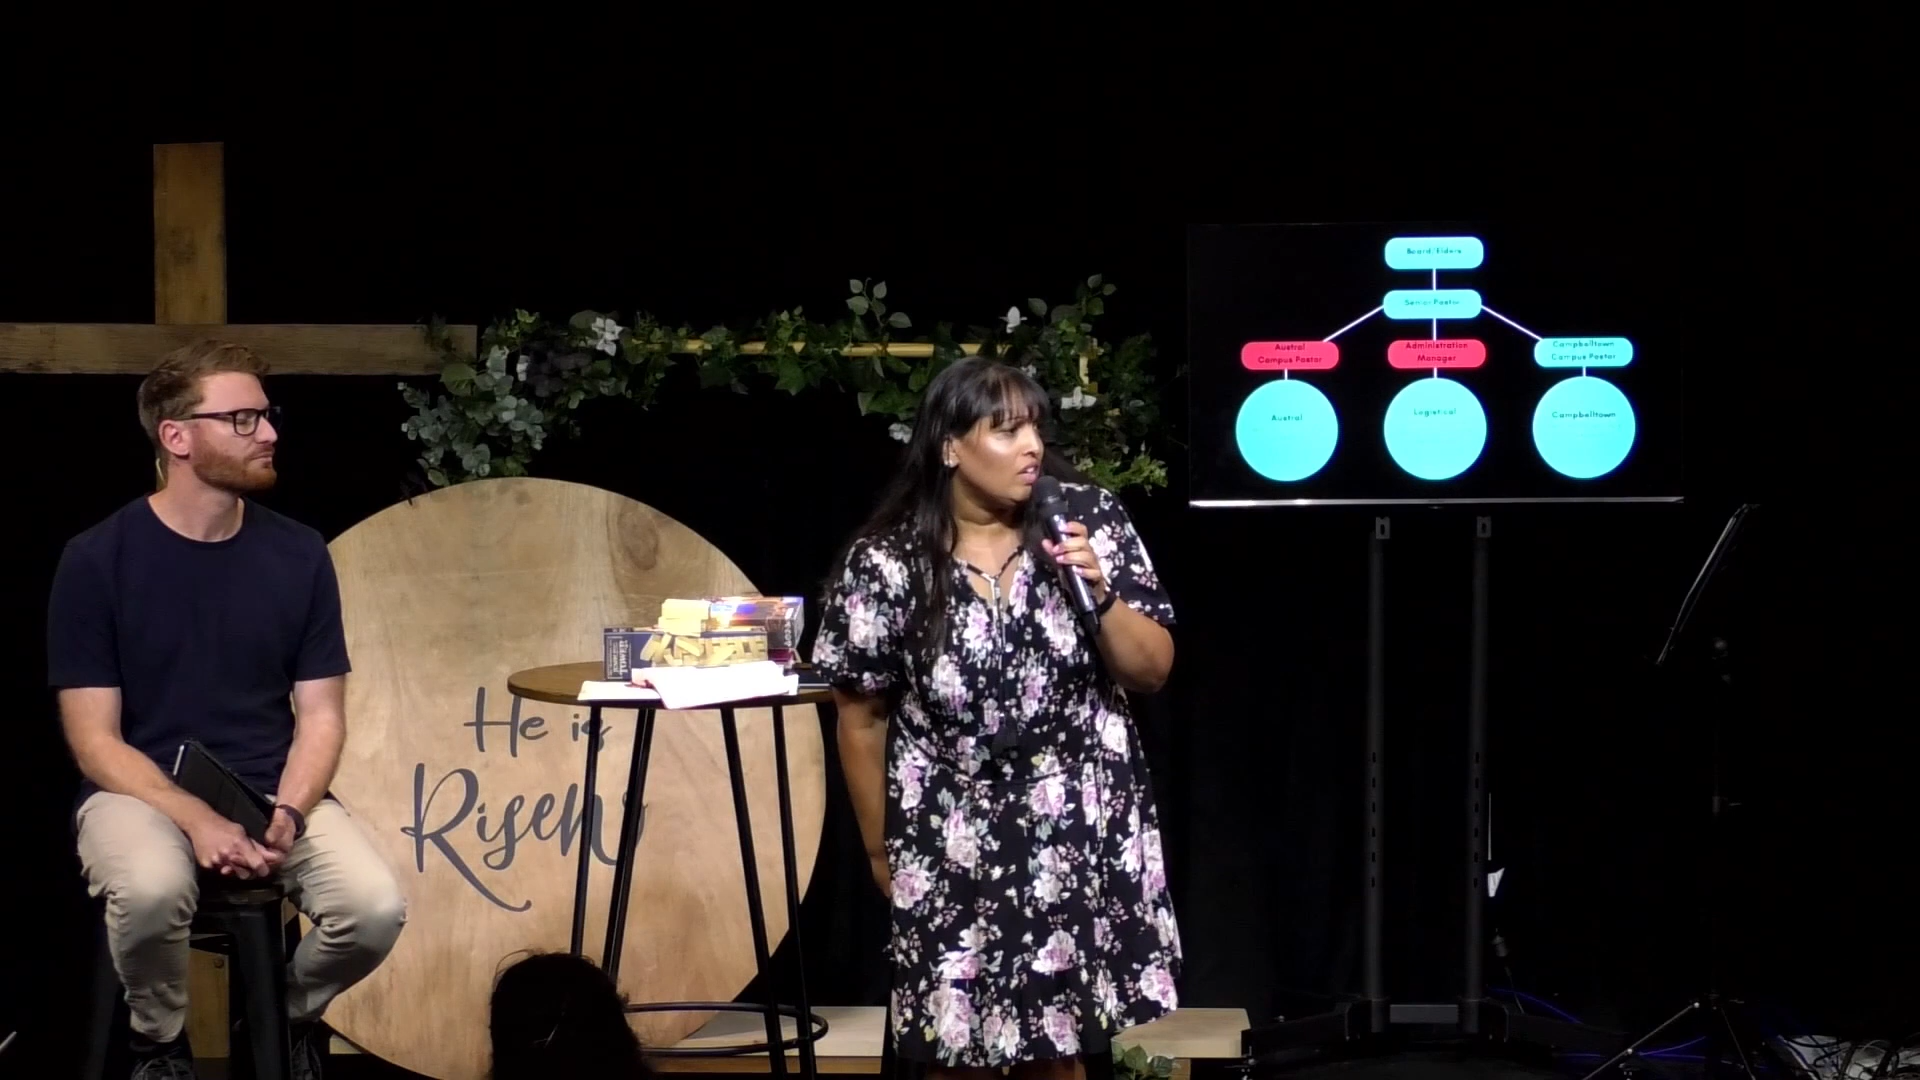 Board/Elders
Senior Pastor
Austral
Campus Pastor
Administration
Manager
Campbelltown
Campus Pastor
Austral
Logistical
Campbelltown
He is
Risen